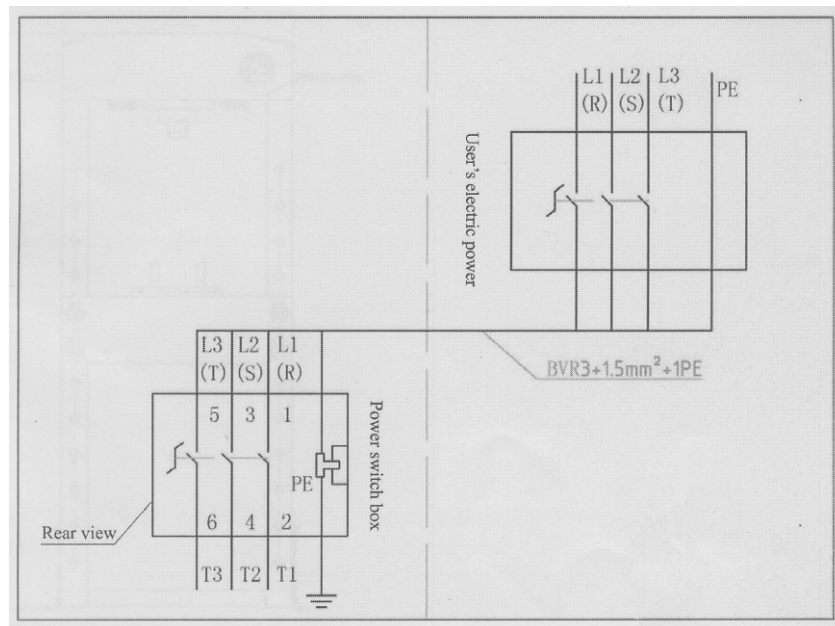 L1 L2 L3 PE
(R) (S) (T)
User's electric power
BVR3+1.5mm²+1PE
L3 L2 L1
(T) (S) (R)
5 3 1
Power switch box
PE
6 4 2
Rear view
T3 T2 T1